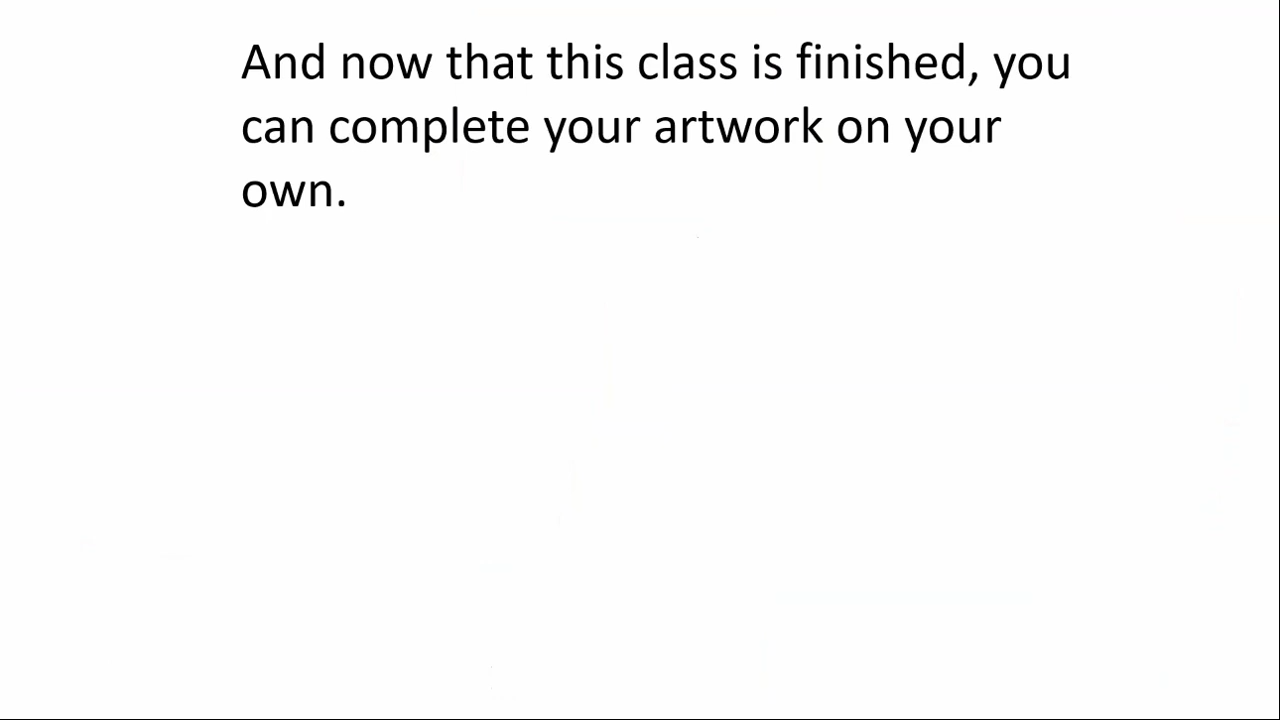 And now that this class is finished, you
can complete your artwork on your
own.